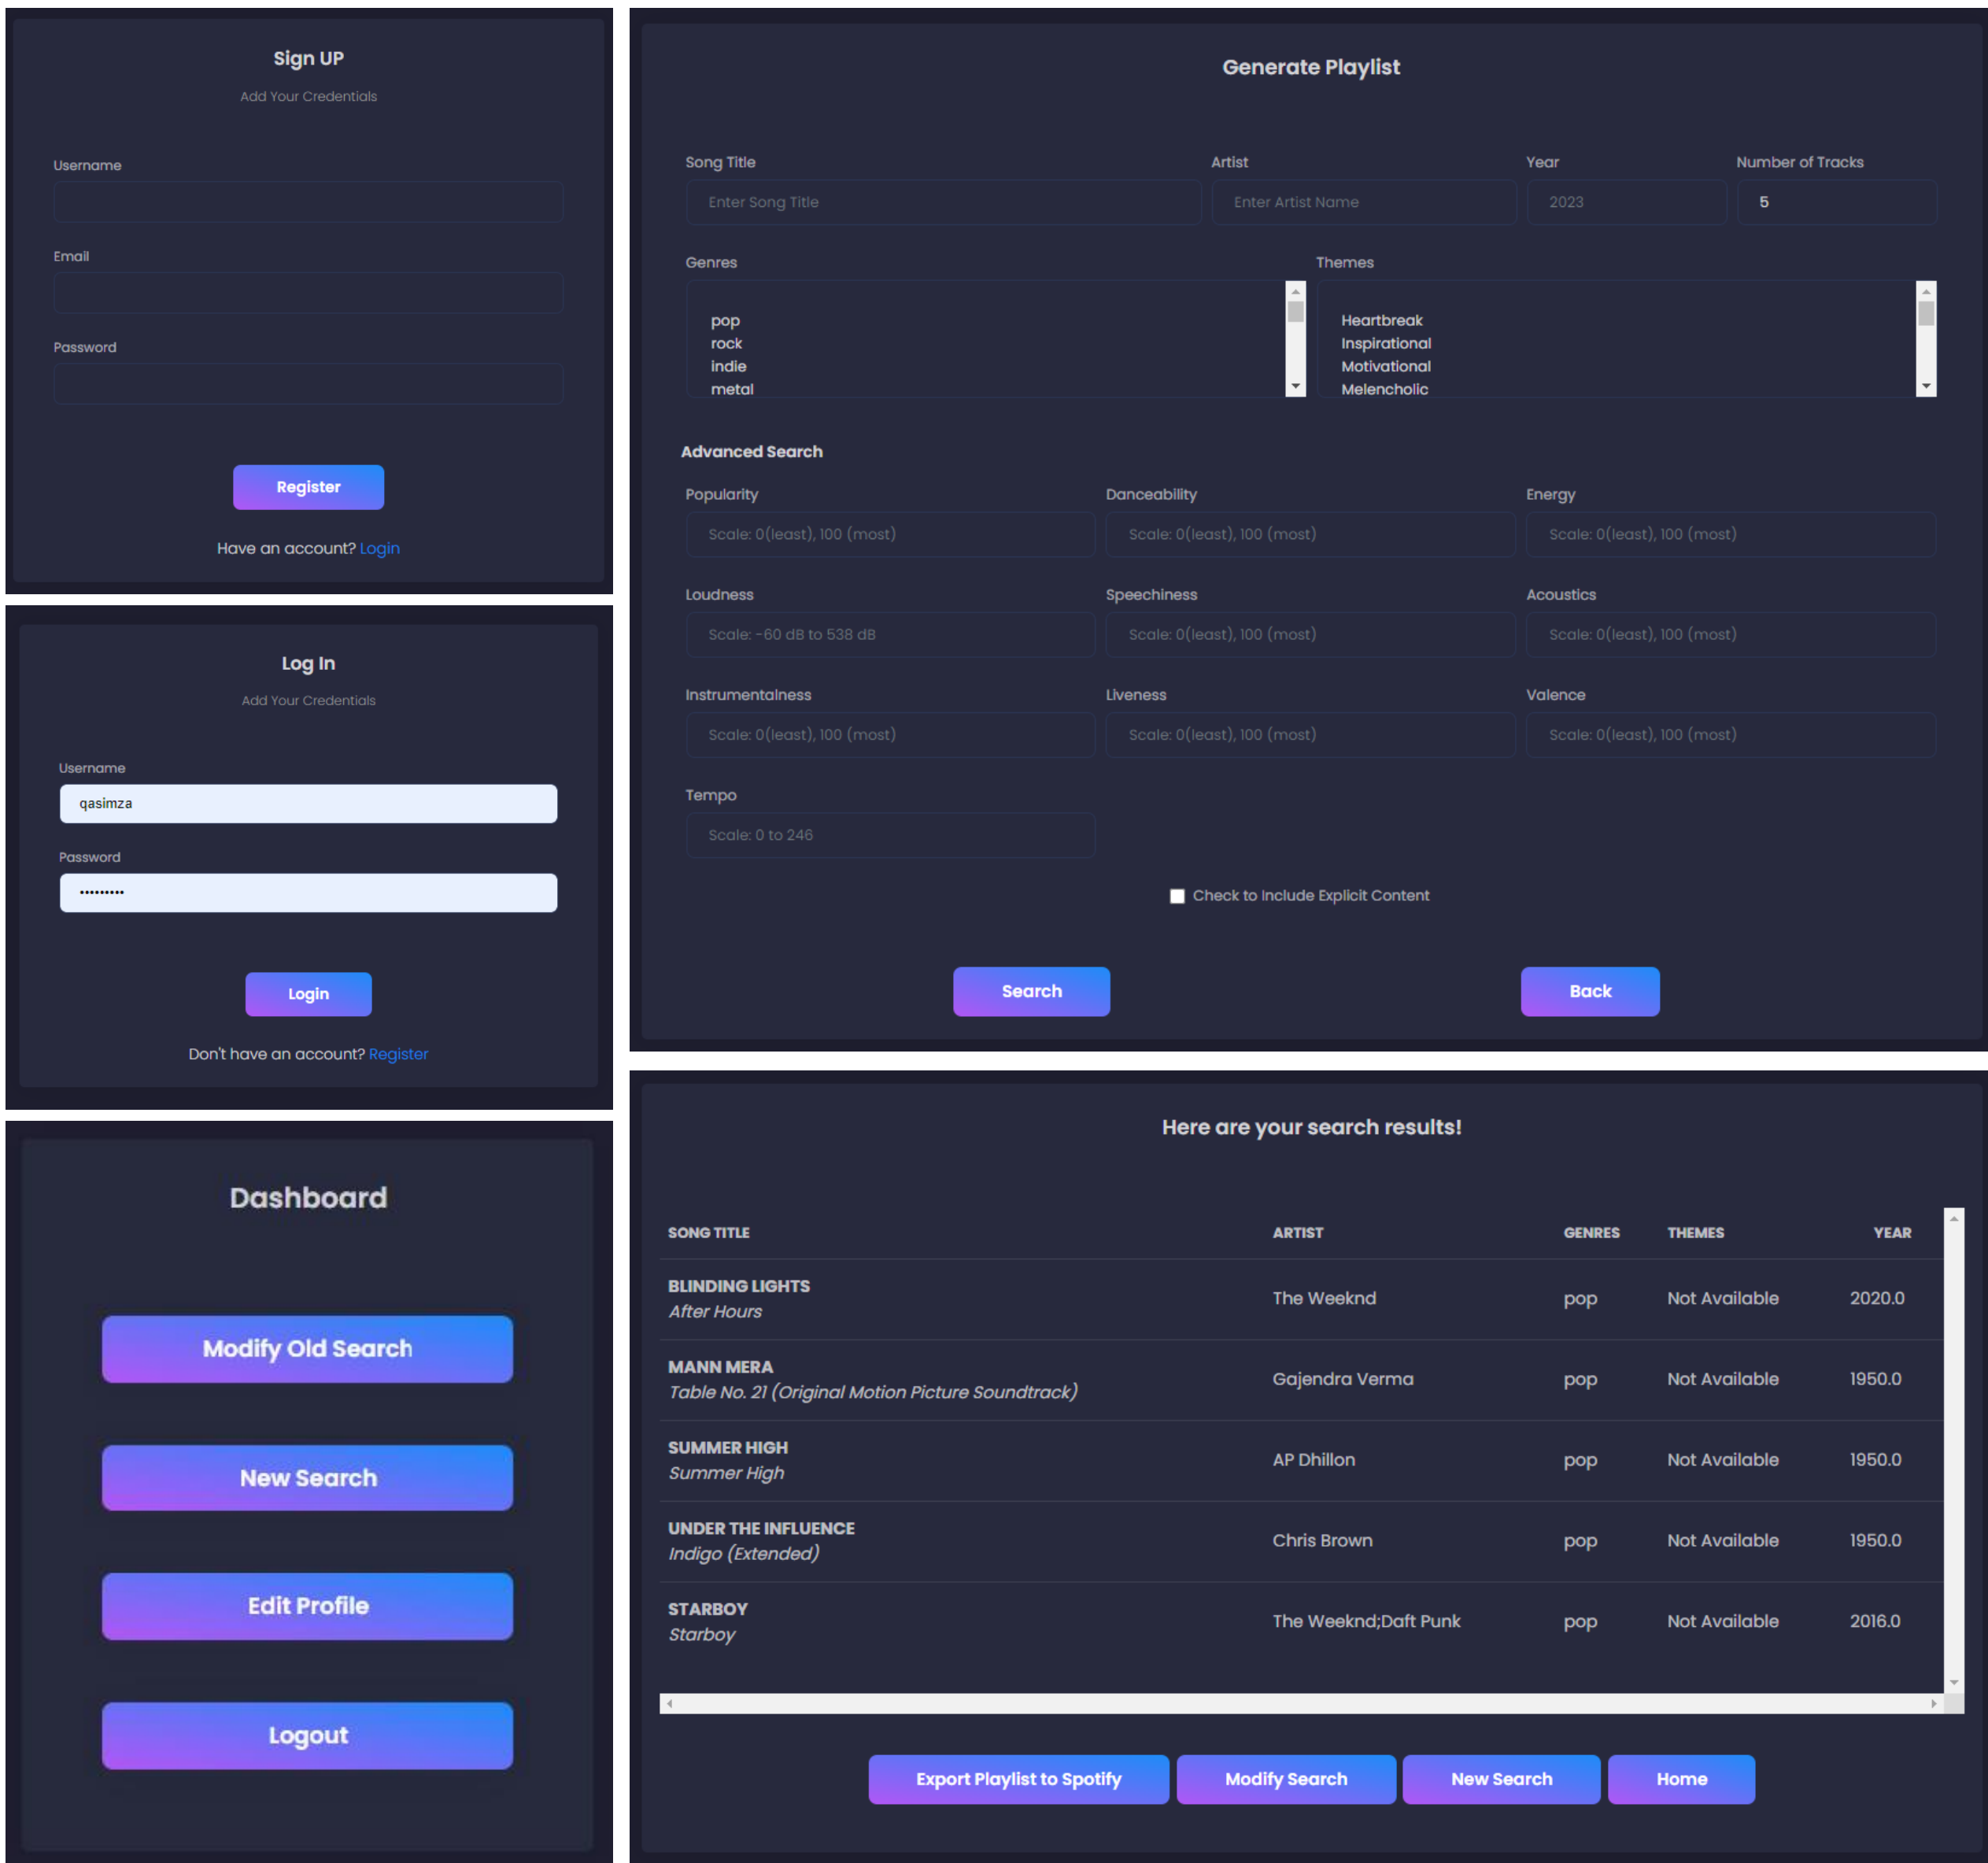 Sign UP
Add Your Credentials
Username
Email
Password
Register
Have an account? Login
Log In
Add Your Credentials
Username
qasimza
Password
•••••••••
Login
Don't have an account? Register
Dashboard
Modify Old Search
New Search
Edit Profile
Logout
Generate Playlist
Song Title Artist Year Number of Tracks
Enter Song Title Enter Artist Name 2023 5
Genres Themes
pop Heartbreak
rock Inspirational
indie Motivational
metal Melencholic
Advanced Search
Popularity Danceability Energy
Scale: 0(least), 100 (most) Scale: 0(least), 100 (most) Scale: 0(least), 100 (most)
Loudness Speechiness Acoustics
Scale: -60 dB to 538 dB Scale: 0(least), 100 (most) Scale: 0(least), 100 (most)
Instrumentalness Liveness Valence
Scale: 0(least), 100 (most) Scale: 0(least), 100 (most) Scale: 0(least), 100 (most)
Tempo
Scale: 0 to 246
Check to Include Explicit Content
Search Back
Here are your search results!
SONG TITLE ARTIST GENRES THEMES YEAR
BLINDING LIGHTS
After Hours The Weeknd pop Not Available 2020.0
MANN MERA
Table No. 21 (Original Motion Picture Soundtrack) Gajendra Verma pop Not Available 1950.0
SUMMER HIGH
Summer High AP Dhillon pop Not Available 1950.0
UNDER THE INFLUENCE
Indigo (Extended) Chris Brown pop Not Available 1950.0
STARBOY
Starboy The Weeknd;Daft Punk pop Not Available 2016.0
Export Playlist to Spotify Modify Search New Search Home